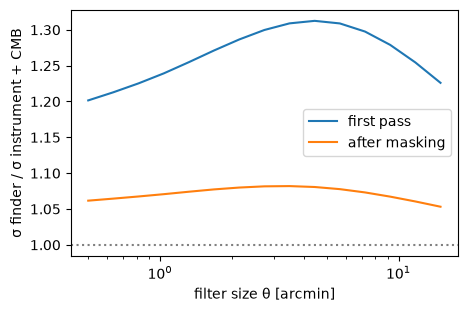 σ finder / σ instrument + CMB
1.30
1.25
1.20
1.15
1.10
1.05
1.00
first pass
after masking
10⁰
10¹
filter size θ [arcmin]